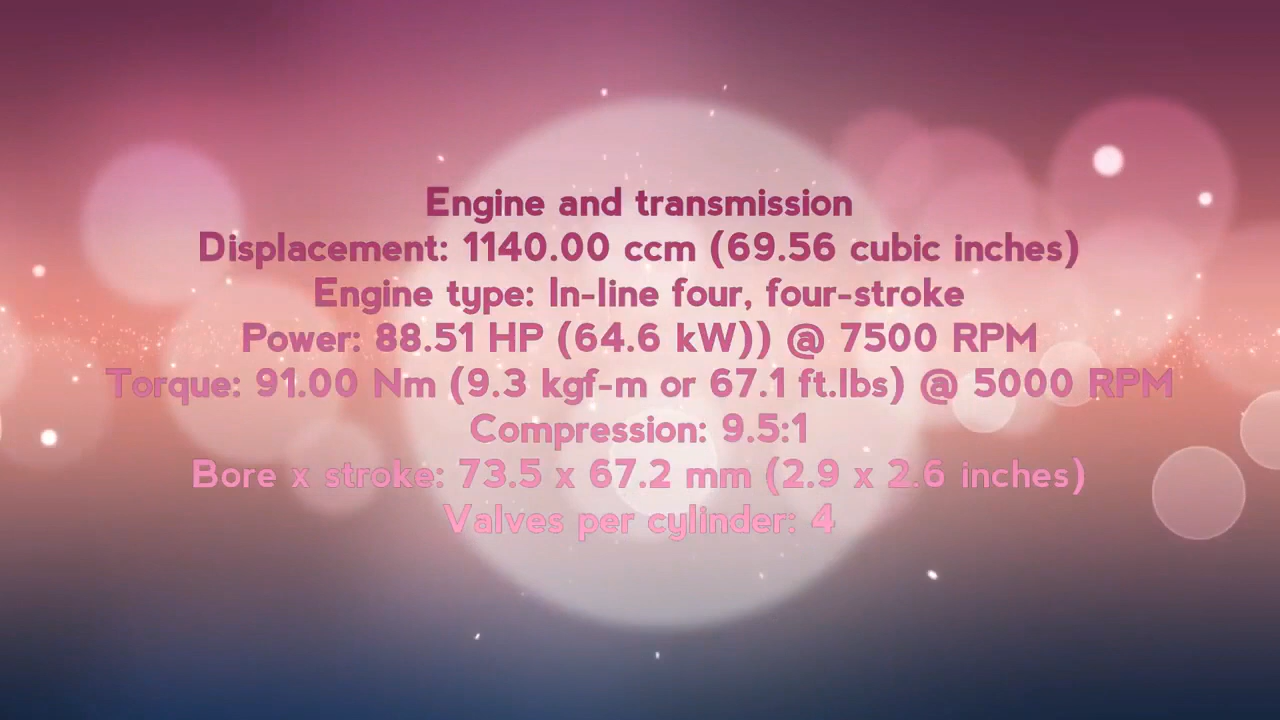 Engine and transmission
Displacement: 1140.00 ccm (69.56 cubic inches)
Engine type: In-line four, four-stroke
Power: 88.51 HP (64.6 kW)) @ 7500 RPM
Torque: 91.00 Nm (9.3 kgf-m or 67.1 ft.lbs) @ 5000 RPM
Compression: 9.5:1
Bore x stroke: 73.5 x 67.2 mm (2.9 x 2.6 inches)
Valves per cylinder: 4